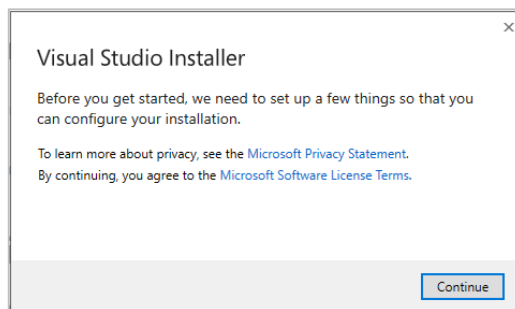 Visual Studio Installer
Before you get started, we need to set up a few things so that you
can configure your installation.
To learn more about privacy, see the Microsoft Privacy Statement.
By continuing, you agree to the Microsoft Software License Terms.
Continue